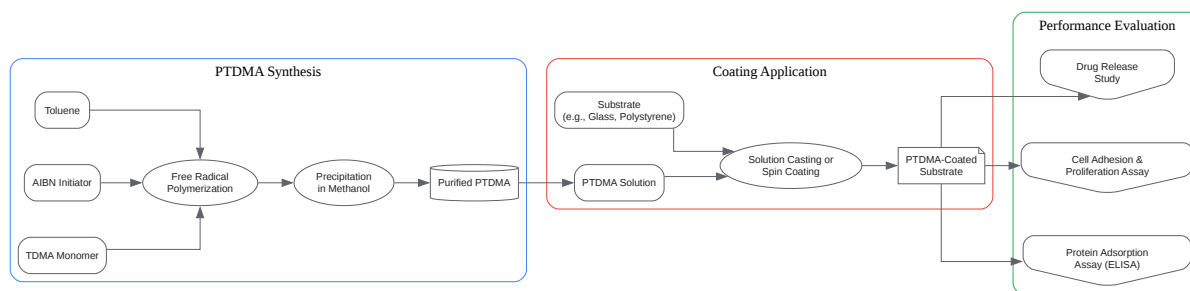 PTDMA Synthesis
Toluene
AIBN Initiator
TDMA Monomer
Free Radical
Polymerization
Precipitation
in Methanol
Purified PTDMA
Coating Application
Substrate
(e.g., Glass, Polystyrene)
PTDMA Solution
Solution Casting or
Spin Coating
PTDMA-Coated
Substrate
Performance Evaluation
Drug Release
Study
Cell Adhesion &
Proliferation Assay
Protein Adsorption
Assay (ELISA)